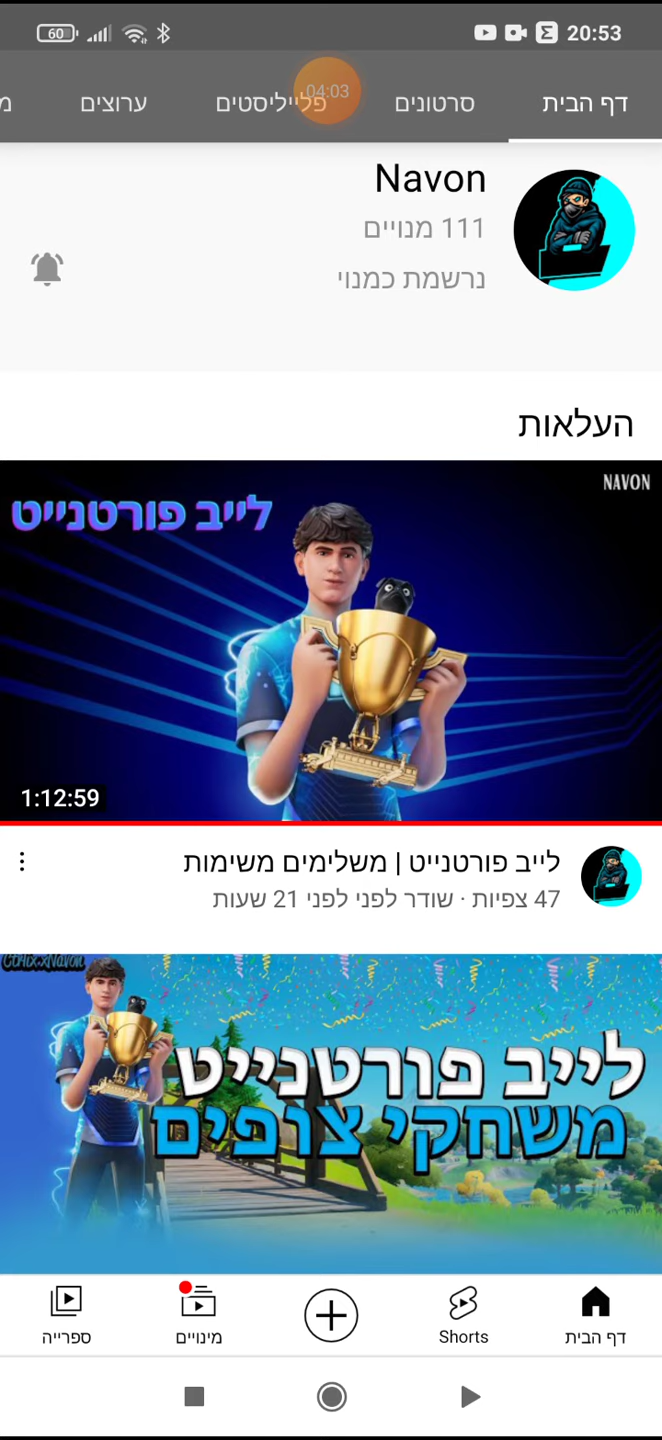 60
20:53
דף הבית
סרטונים
פלייליסטים
04:03
ערוצים
Navon
111 מנויים
נרשמת כמנוי
העלאות
NAVON
לייב פורטנייט
1:12:59
לייב פורטנייט | משלימים משימות
47 צפיות · שודר לפני לפני 21 שעות
לייב פורטנייט
משחקי צופים
דף הבית
Shorts
מינויים
ספרייה